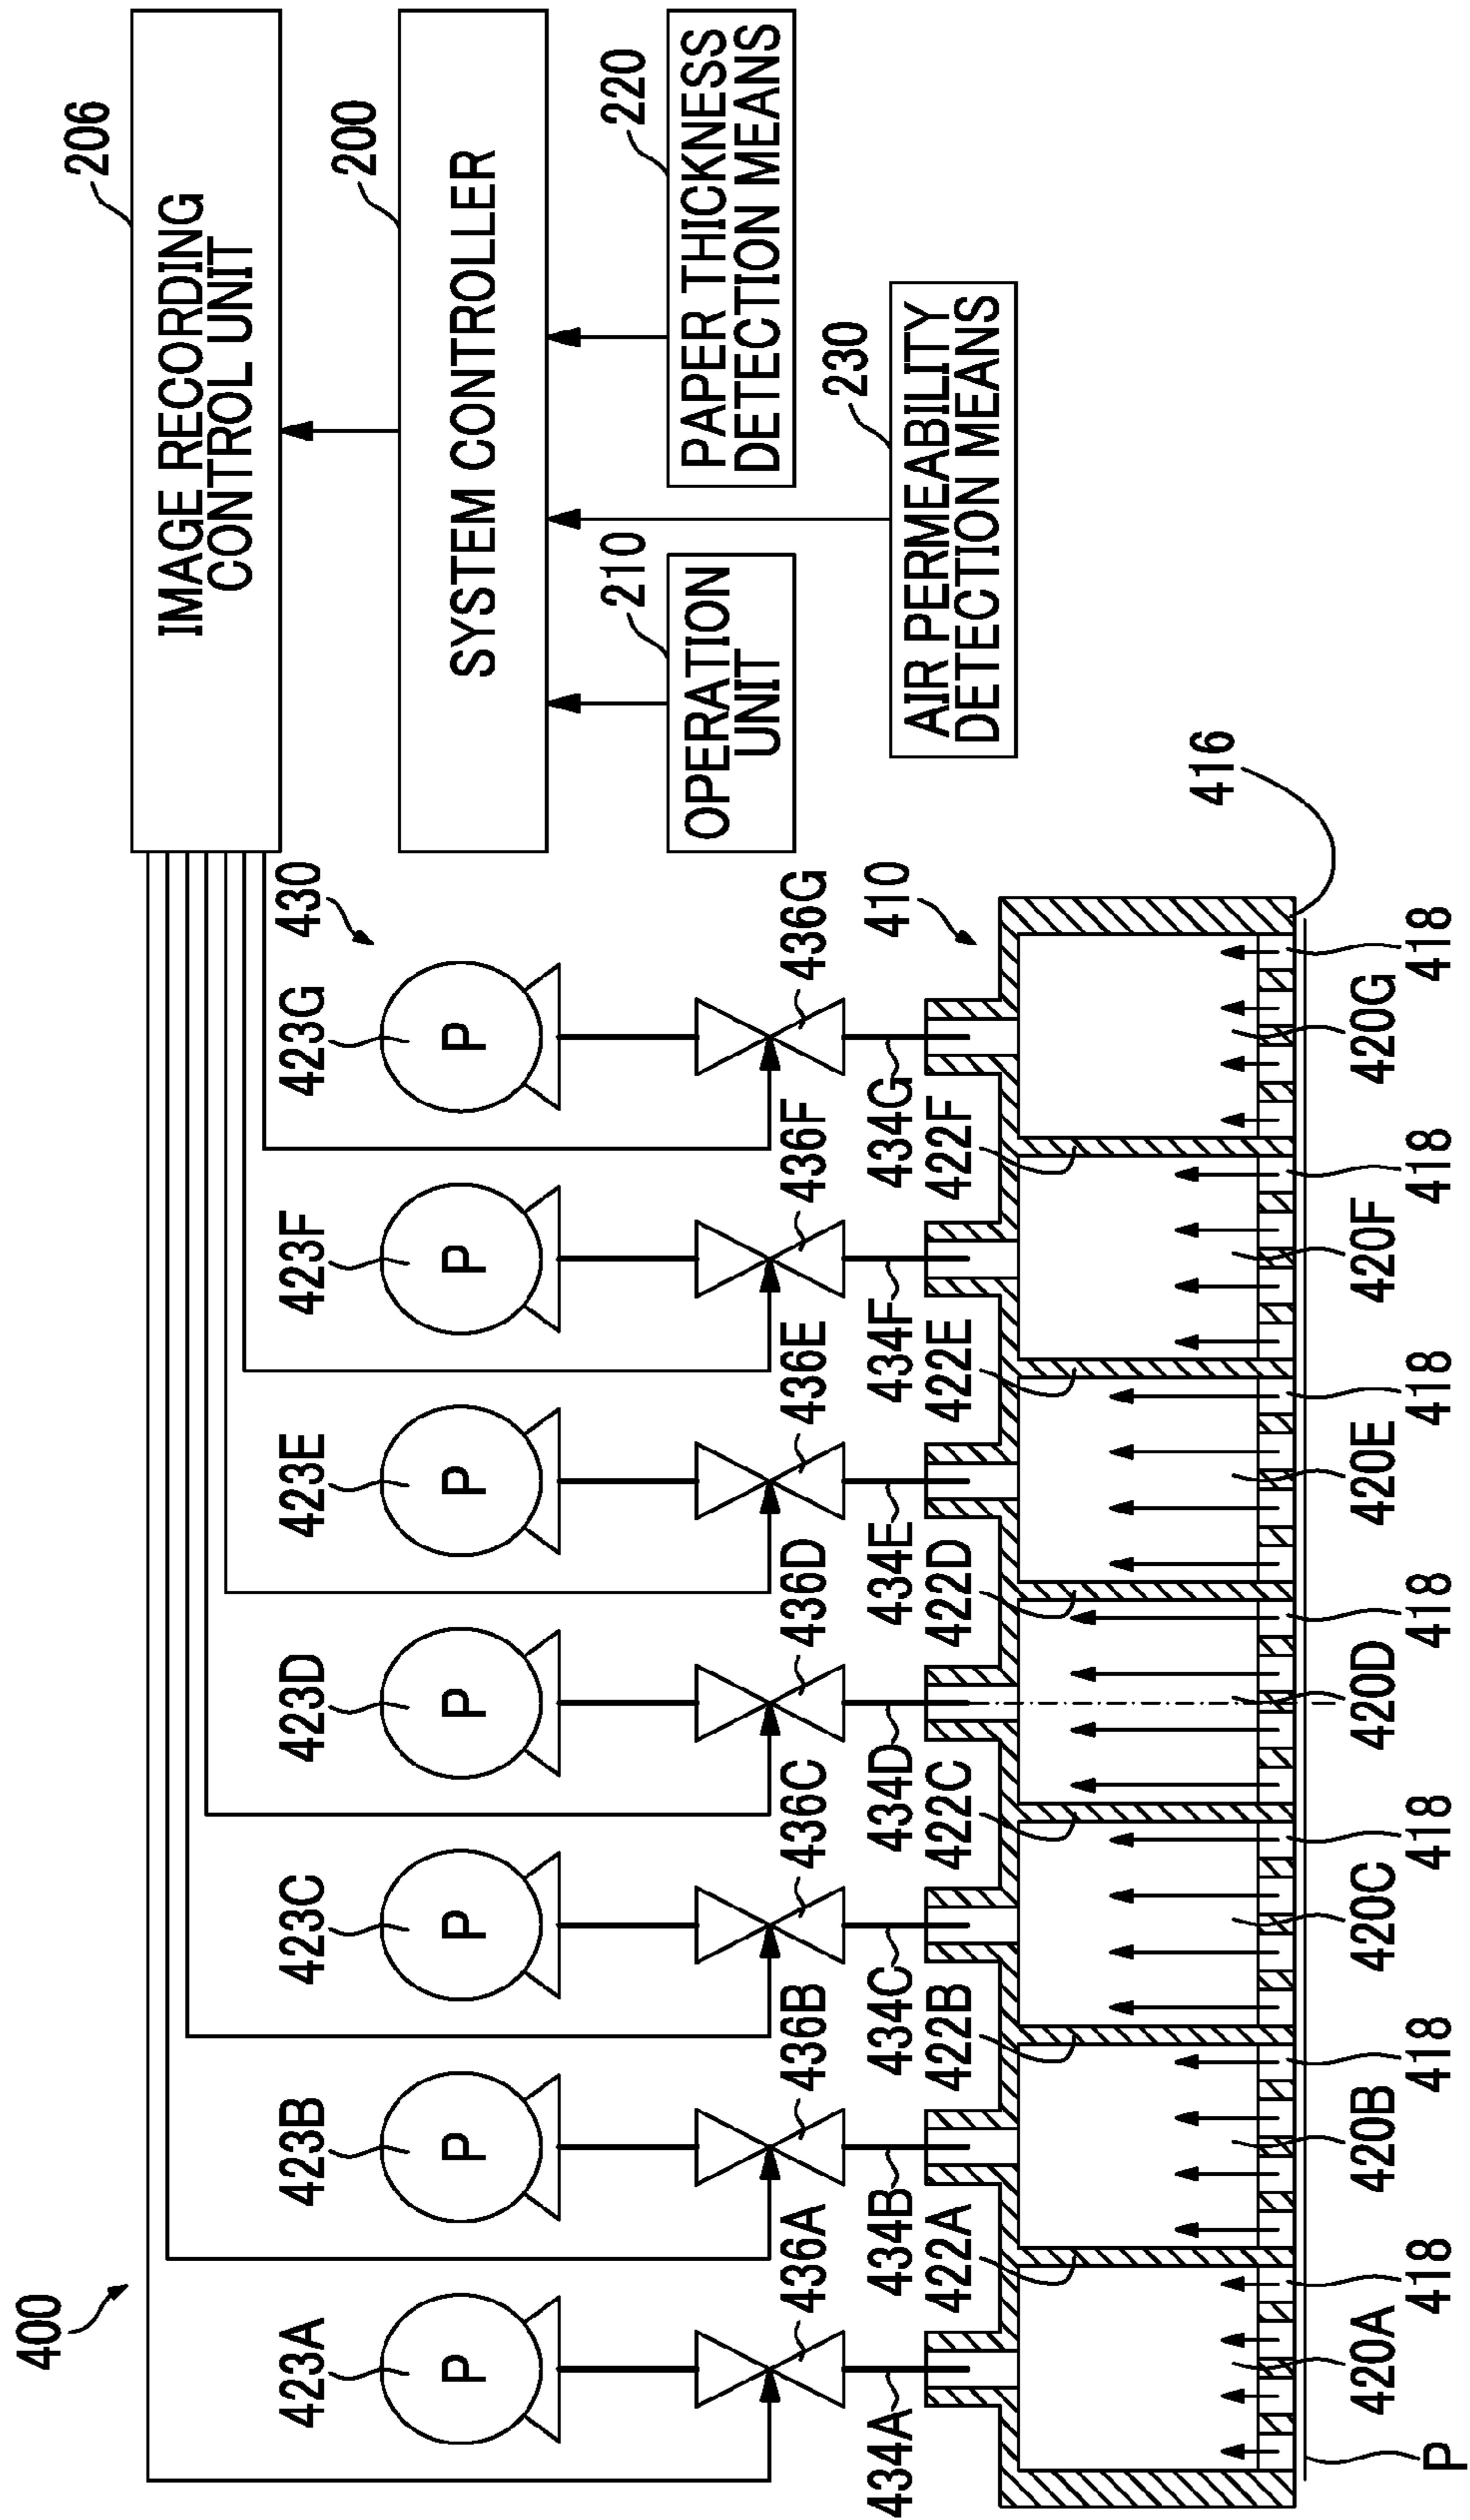 400
423A
423B
423C
423D
423E
423F
423G
430
P
P
P
P
P
P
P
436A
436B
436C
436D
436E
436F
436G
434A
434B
434C
434D
434E
434F
434G
422A
422B
422C
422D
422E
422F
410
416
P
420A
420B
420C
420D
420E
420F
420G
418
418
418
418
418
418
418
206
IMAGE RECORDING
CONTROL UNIT
200
SYSTEM CONTROLLER
210
OPERATION
UNIT
220
PAPER THICKNESS
DETECTION MEANS
230
AIR PERMEABILITY
DETECTION MEANS